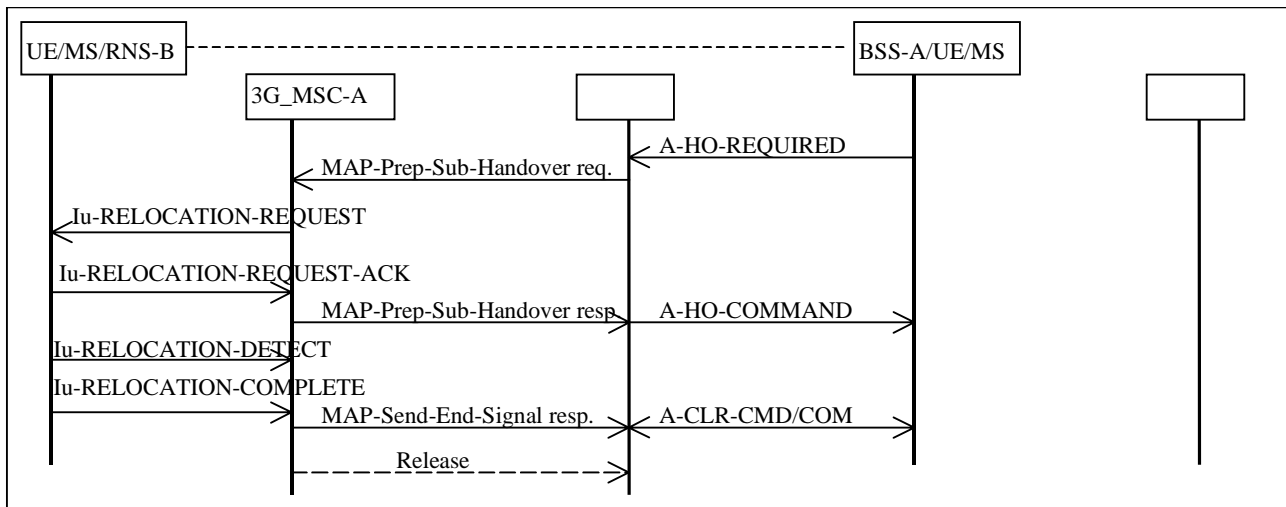 UE/MS/RNS-B
BSS-A/UE/MS
3G_MSC-A
A-HO-REQUIRED
MAP-Prep-Sub-Handover req.
Iu-RELOCATION-REQUEST
Iu-RELOCATION-REQUEST-ACK
MAP-Prep-Sub-Handover resp
A-HO-COMMAND
Iu-RELOCATION-DETECT
Iu-RELOCATION-COMPLETE
MAP-Send-End-Signal resp.
A-CLR-CMD/COM
Release